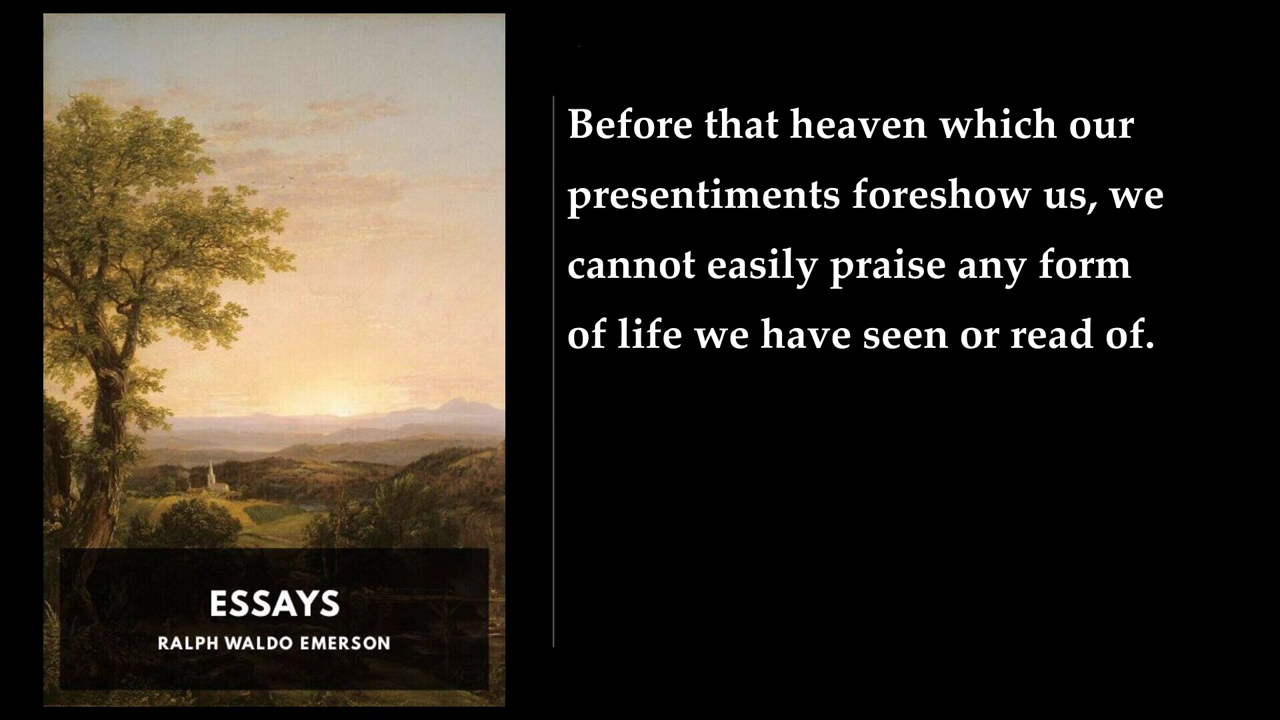 ESSAYS
RALPH WALDO EMERSON
Before that heaven which our
presentiments foreshow us, we
cannot easily praise any form
of life we have seen or read of.